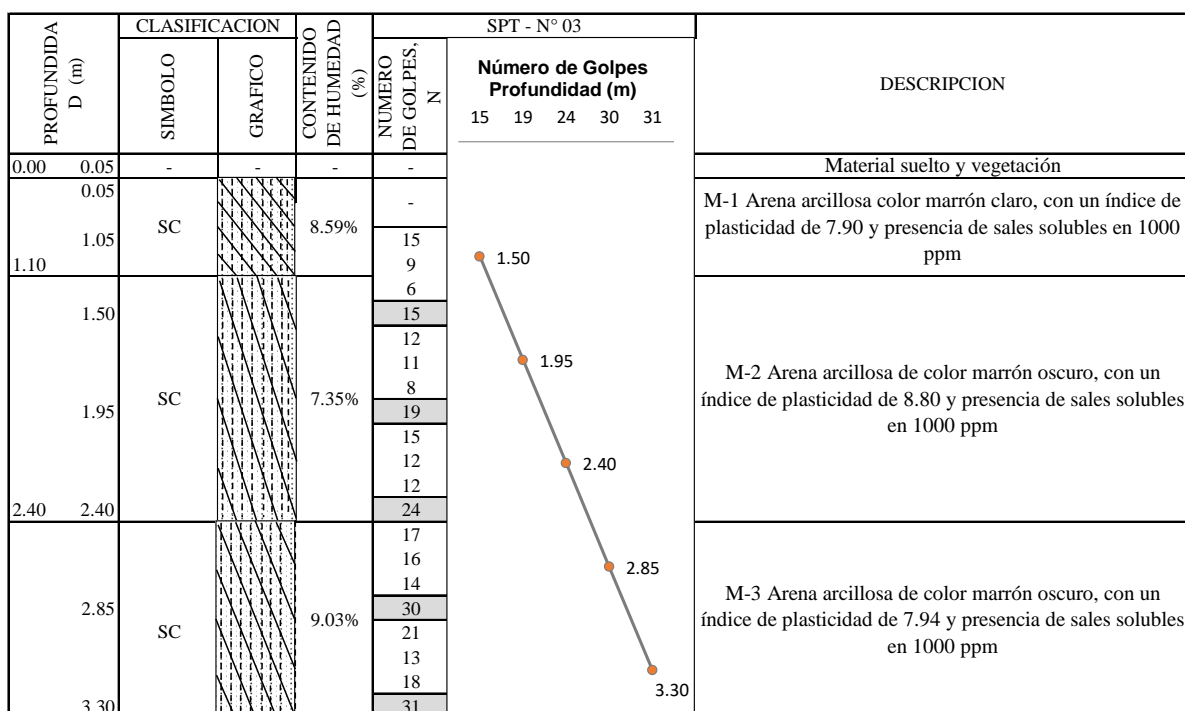 PROFUNDIDA
D (m)
CLASIFICACION
SIMBOLO
GRAFICO
CONTENIDO
DE HUMEDAD
(%)
SPT - N° 03
NUMERO
DE GOLPES,
N
Número de Golpes
Profundidad (m)
15 19 24 30 31
DESCRIPCION
0.00 0.05 - - - - Material suelto y vegetación
0.05
1.05
1.10
SC
8.59%
-
15
9
6
15
M-1 Arena arcillosa color marrón claro, con un índice de
plasticidad de 7.90 y presencia de sales solubles en 1000
ppm
1.50
1.50
1.95
SC
7.35%
12
11
8
19
15
12
12
24
1.95
2.40
M-2 Arena arcillosa de color marrón oscuro, con un
índice de plasticidad de 8.80 y presencia de sales solubles
en 1000 ppm
2.40 2.40
2.85
SC
9.03%
17
16
14
30
21
13
18
31
2.85
3.30
M-3 Arena arcillosa de color marrón oscuro, con un
índice de plasticidad de 7.94 y presencia de sales solubles
en 1000 ppm
3.30